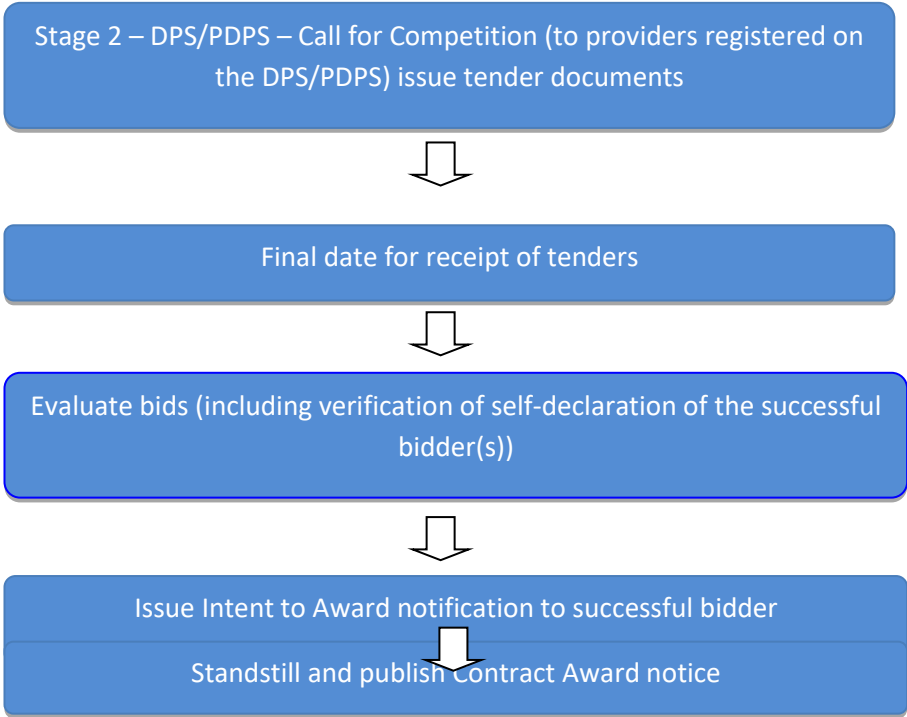 Stage 2 – DPS/PDPS – Call for Competition (to providers registered on
the DPS/PDPS) issue tender documents
Final date for receipt of tenders
Evaluate bids (including verification of self-declaration of the successful
bidder(s))
Issue Intent to Award notification to successful bidder
Standstill and publish Contract Award notice